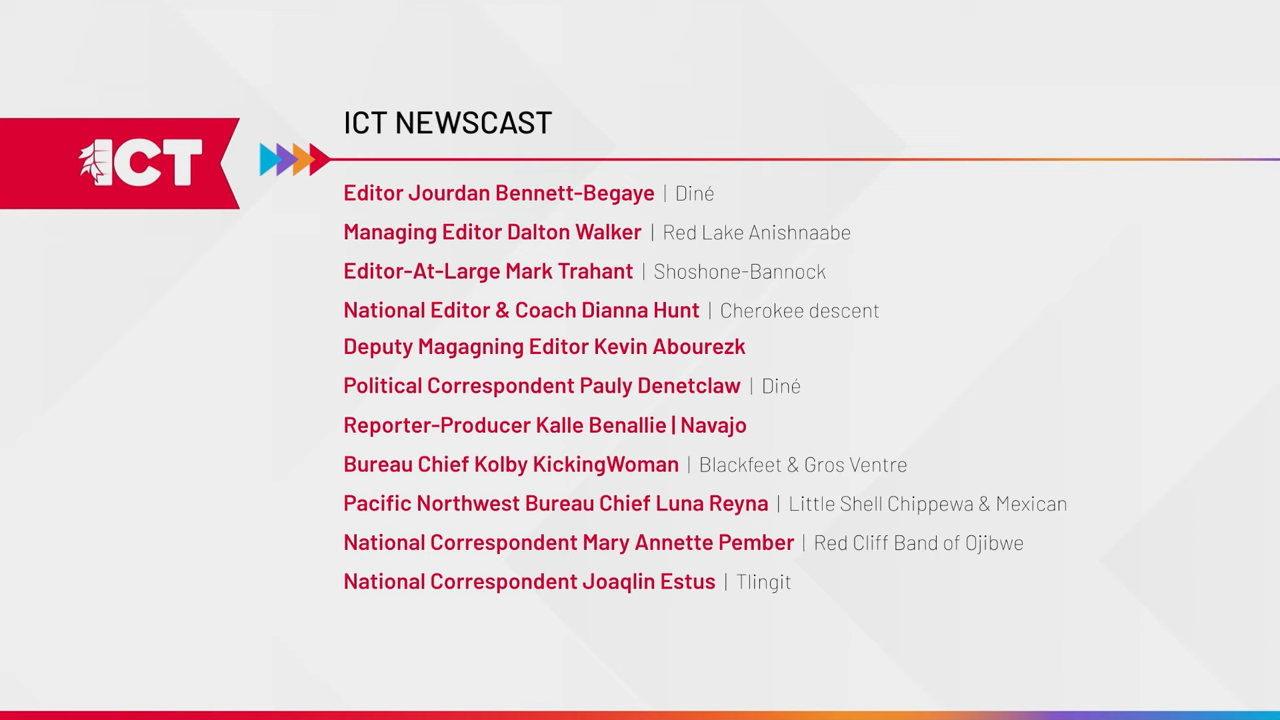 ICT NEWSCAST
ICT
Editor Jourdan Bennett-Begaye | Diné
Managing Editor Dalton Walker | Red Lake Anishnaabe
Editor-At-Large Mark Trahant | Shoshone-Bannock
National Editor & Coach Dianna Hunt | Cherokee descent
Deputy Magagning Editor Kevin Abourezk
Political Correspondent Pauly Denetclaw | Diné
Reporter-Producer Kalle Benallie | Navajo
Bureau Chief Kolby KickingWoman | Blackfeet & Gros Ventre
Pacific Northwest Bureau Chief Luna Reyna | Little Shell Chippewa & Mexican
National Correspondent Mary Annette Pember | Red Cliff Band of Ojibwe
National Correspondent Joaqlin Estus | Tlingit